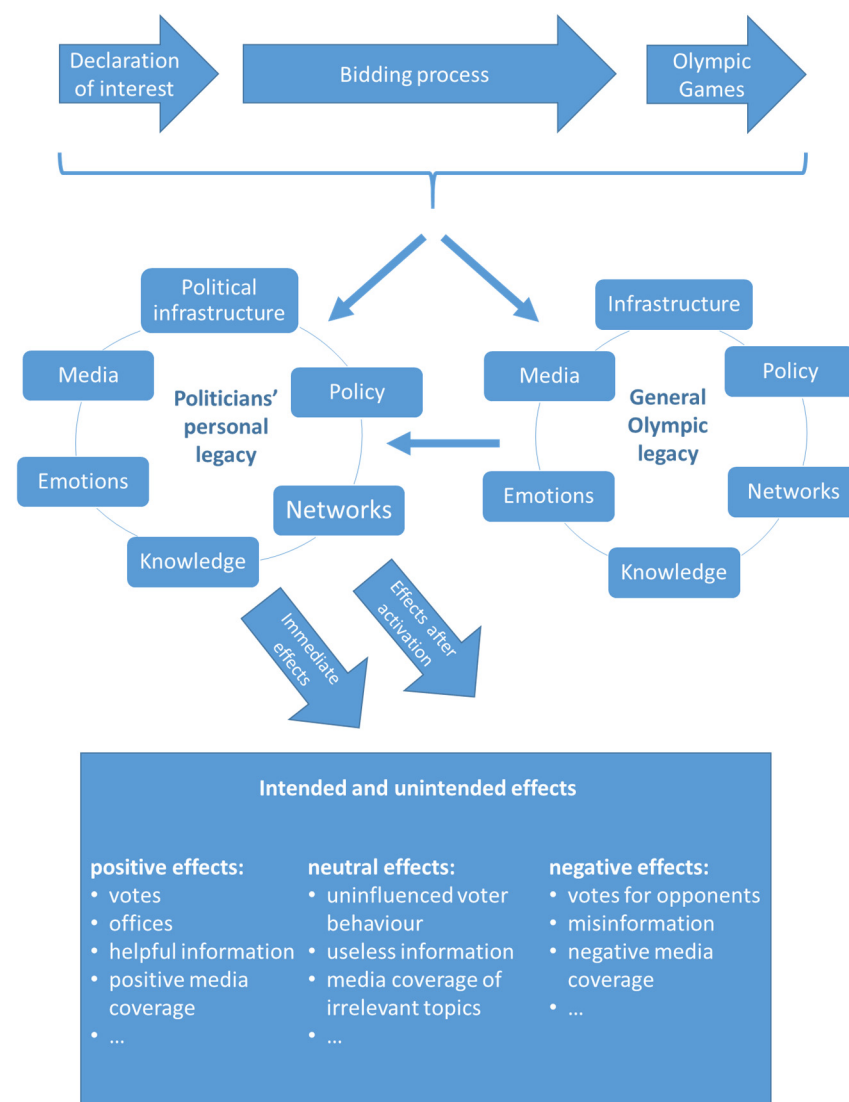 Declaration
of interest
Bidding process
Olympic
Games
Political
infrastructure
Media
Policy
Politicians’
personal
legacy
Emotions
Networks
Knowledge
Infrastructure
Media
Policy
General
Olympic
legacy
Emotions
Networks
Knowledge
Immediate
effects
Effects after
activation
Intended and unintended effects
positive effects:
• votes
• offices
• helpful information
• positive media
coverage
• ...
neutral effects:
• uninfluenced voter
behaviour
• useless information
• media coverage of
irrelevant topics
• ...
negative effects:
• votes for opponents
• misinformation
• negative media
coverage
• ...